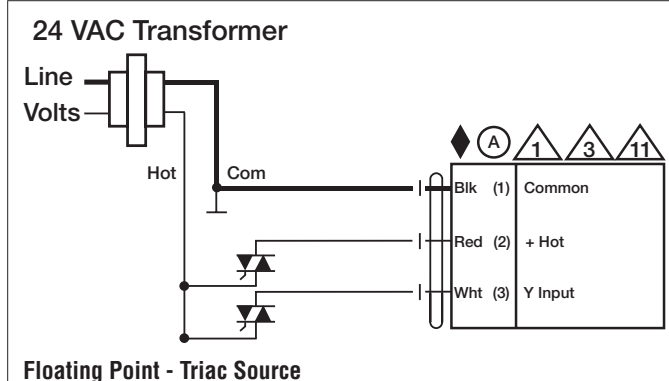 24 VAC Transformer
Line
Volts
Hot
Com
A
1
3
11
Blk (1) Common
Red (2) + Hot
Wht (3) Y Input
Floating Point - Triac Source